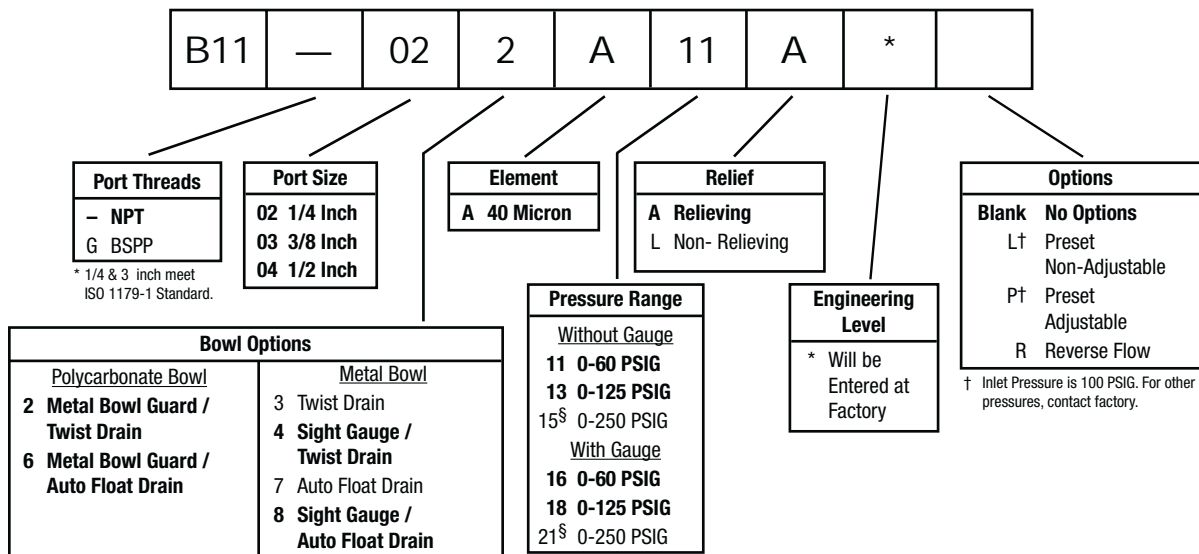 B11 — 02 2 A 11 A *
Port Threads
– NPT
G BSPP
* 1/4 & 3 inch meet
ISO 1179-1 Standard.
Port Size
02 1/4 Inch
03 3/8 Inch
04 1/2 Inch
Element
A 40 Micron
Relief
A Relieving
L Non- Relieving
Options
Blank No Options
L† Preset
Non-Adjustable
P† Preset
Adjustable
R Reverse Flow
† Inlet Pressure is 100 PSIG. For other
pressures, contact factory.
Bowl Options
Polycarbonate Bowl
2 Metal Bowl Guard /
Twist Drain
6 Metal Bowl Guard /
Auto Float Drain
Metal Bowl
3 Twist Drain
4 Sight Gauge /
Twist Drain
7 Auto Float Drain
8 Sight Gauge /
Auto Float Drain
Pressure Range
Without Gauge
11 0-60 PSIG
13 0-125 PSIG
15§ 0-250 PSIG
With Gauge
16 0-60 PSIG
18 0-125 PSIG
21§ 0-250 PSIG
Engineering
Level
* Will be
Entered at
Factory